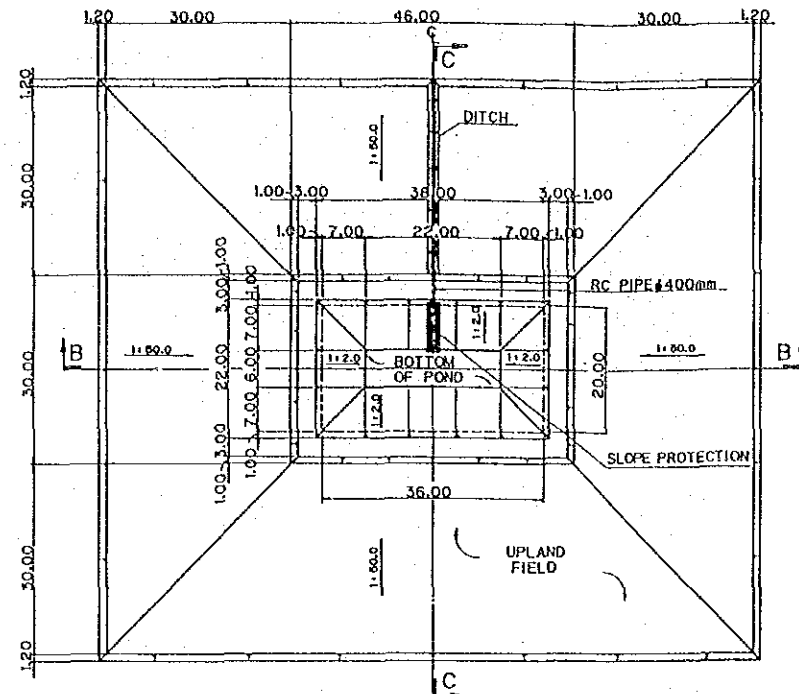 1.20 30.00 46.00 30.00 1.20
C
DITCH
1:50.0
1.00 3.00 38.00 3.00 1.00
1.00 7.00 22.00 7.00 1.00
RC PIPE φ400mm
1.20
30.00
30.00
30.00
1.20
1.00
3.00
22.00
3.00
1.00
1.00
7.00
6.00
7.00
1.00
B 1:50.0 1:2.0 BOTTOM OF POND 1:2.0 1:50.0 B
1:2.0
1:2.0
20.00
SLOPE PROTECTION
36.00
1:50.0
UPLAND
FIELD
C